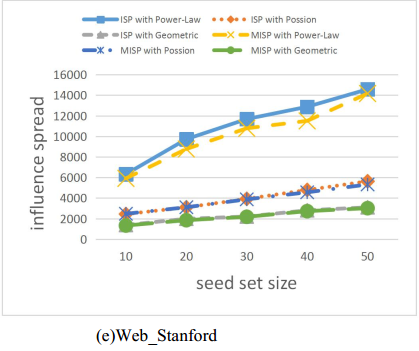 ISP with Power-Law ISP with Possion
ISP with Geometric MISP with Power-Law
MISP with Possion MISP with Geometric
16000
14000
12000
10000
8000
6000
4000
2000
0
influence spread
10 20 30 40 50
seed set size
(e)Web_Stanford